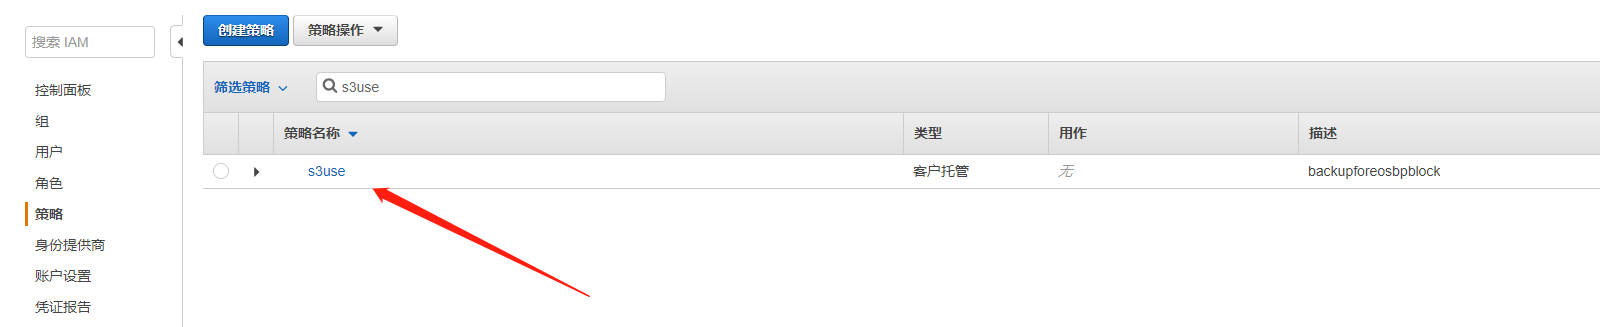 搜索 IAM
控制面板
组
用户
角色
策略
身份提供商
账户设置
凭证报告
创建策略 策略操作
筛选策略 s3use
策略名称 类型 用作 描述
s3use 客户托管 无 backupforeosbpblock